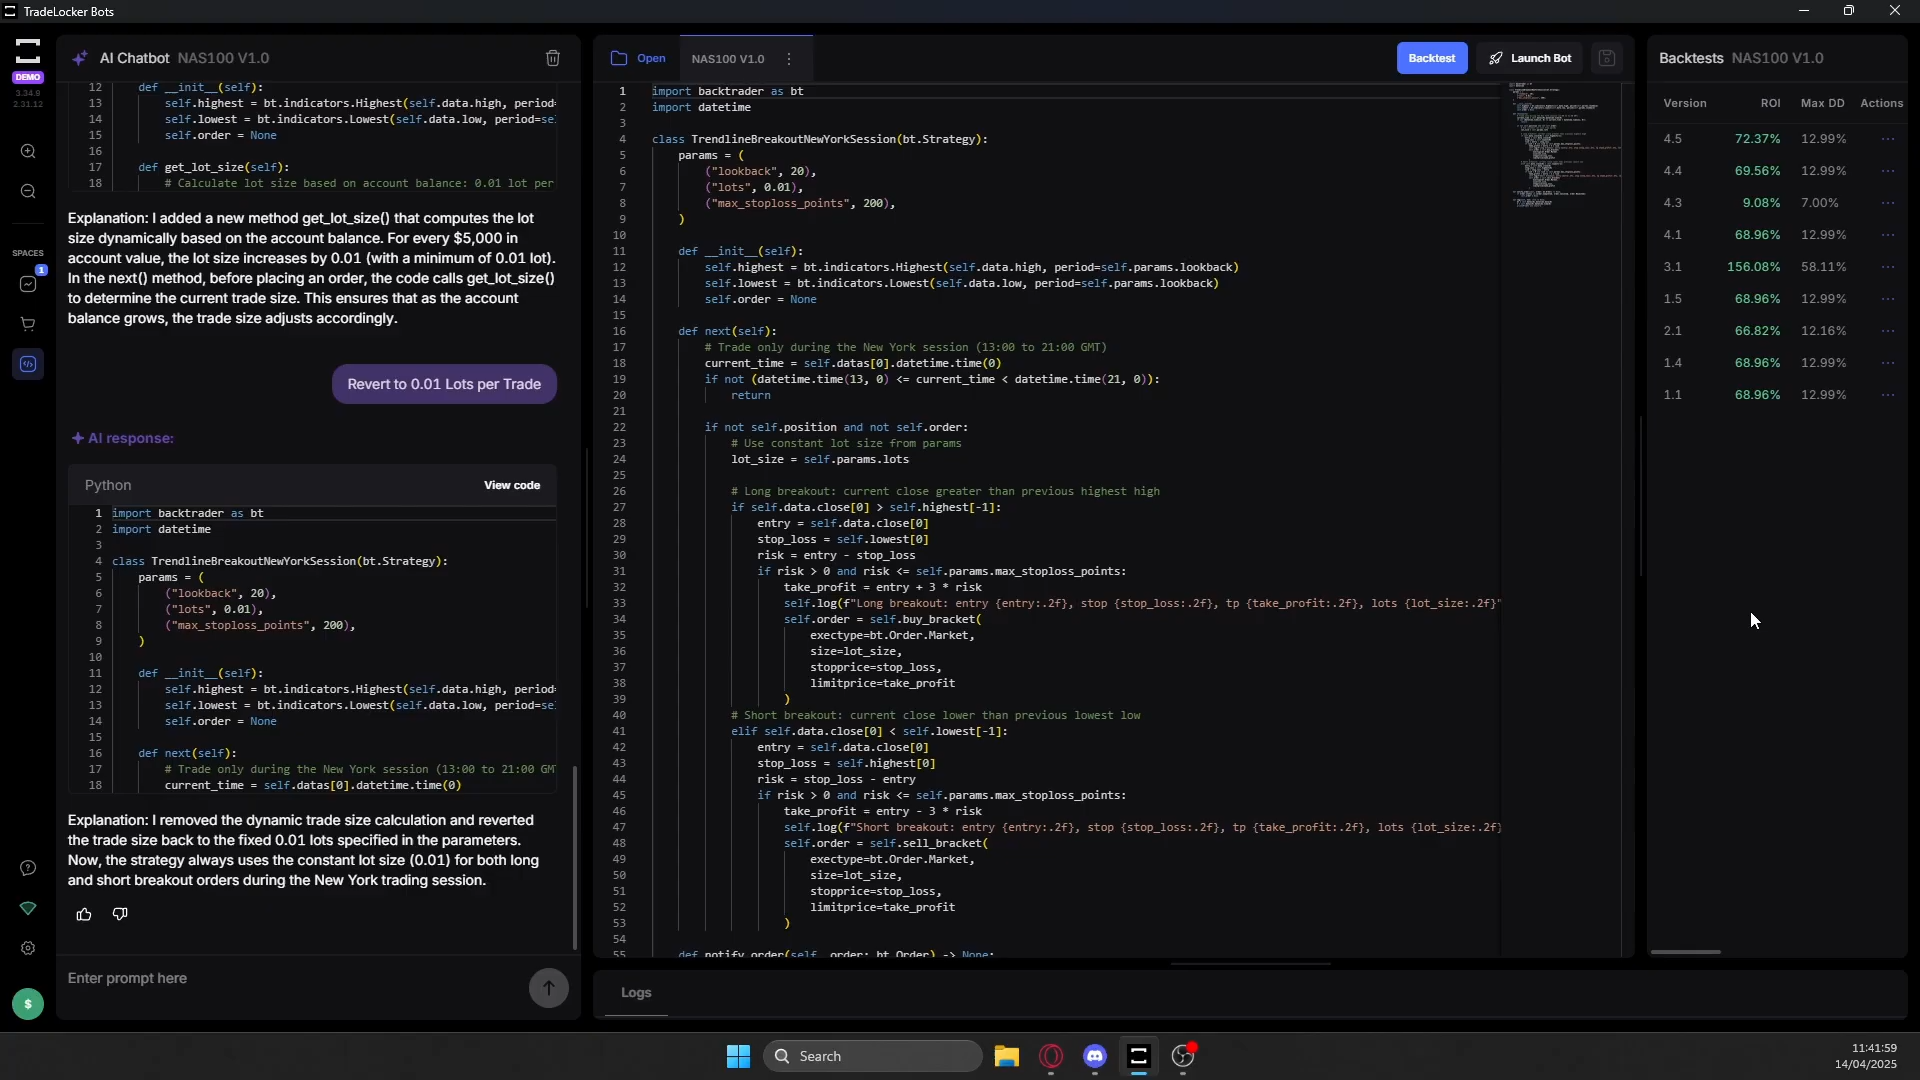 TradeLocker Bots
DEMO
3.34.9
2.31.12
SPACES
1
$
AI Chatbot NAS100 V1.0
12 def __init__(self):
13 self.highest = bt.indicators.Highest(self.data.high, period=
14 self.lowest = bt.indicators.Lowest(self.data.low, period=se
15 self.order = None
16
17 def get_lot_size(self):
18 # Calculate lot size based on account balance: 0.01 lot per
Explanation: I added a new method get_lot_size() that computes the lot
size dynamically based on the account balance. For every $5,000 in
account value, the lot size increases by 0.01 (with a minimum of 0.01 lot).
In the next() method, before placing an order, the code calls get_lot_size()
to determine the current trade size. This ensures that as the account
balance grows, the trade size adjusts accordingly.
Revert to 0.01 Lots per Trade
AI response:
Python View code
1 import backtrader as bt
2 import datetime
3
4 class TrendlineBreakoutNewYorkSession(bt.Strategy):
5 params = (
6 ("lookback", 20),
7 ("lots", 0.01),
8 ("max_stoploss_points", 200),
9 )
10
11 def __init__(self):
12 self.highest = bt.indicators.Highest(self.data.high, period=
13 self.lowest = bt.indicators.Lowest(self.data.low, period=se
14 self.order = None
15
16 def next(self):
17 # Trade only during the New York session (13:00 to 21:00 GM
18 current_time = self.datas[0].datetime.time(0)
Explanation: I removed the dynamic trade size calculation and reverted
the trade size back to the fixed 0.01 lots specified in the parameters.
Now, the strategy always uses the constant lot size (0.01) for both long
and short breakout orders during the New York trading session.
Enter prompt here
Open NAS100 V1.0 Backtest Launch Bot
1 import backtrader as bt
2 import datetime
3
4 class TrendlineBreakoutNewYorkSession(bt.Strategy):
5 params = (
6 ("lookback", 20),
7 ("lots", 0.01),
8 ("max_stoploss_points", 200),
9 )
10
11 def __init__(self):
12 self.highest = bt.indicators.Highest(self.data.high, period=self.params.lookback)
13 self.lowest = bt.indicators.Lowest(self.data.low, period=self.params.lookback)
14 self.order = None
15
16 def next(self):
17 # Trade only during the New York session (13:00 to 21:00 GMT)
18 current_time = self.datas[0].datetime.time(0)
19 if not (datetime.time(13, 0) <= current_time < datetime.time(21, 0)):
20 return
21
22 if not self.position and not self.order:
23 # Use constant lot size from params
24 lot_size = self.params.lots
25
26 # Long breakout: current close greater than previous highest high
27 if self.data.close[0] > self.highest[-1]:
28 entry = self.data.close[0]
29 stop_loss = self.lowest[0]
30 risk = entry - stop_loss
31 if risk > 0 and risk <= self.params.max_stoploss_points:
32 take_profit = entry + 3 * risk
33 self.log(f"Long breakout: entry {entry:.2f}, stop {stop_loss:.2f}, tp {take_profit:.2f}, lots {lot_size:.2f}"
34 self.order = self.buy_bracket(
35 exectype=bt.Order.Market,
36 size=lot_size,
37 stopprice=stop_loss,
38 limitprice=take_profit
39 )
40 # Short breakout: current close lower than previous lowest low
41 elif self.data.close[0] < self.lowest[-1]:
42 entry = self.data.close[0]
43 stop_loss = self.highest[0]
44 risk = stop_loss - entry
45 if risk > 0 and risk <= self.params.max_stoploss_points:
46 take_profit = entry - 3 * risk
47 self.log(f"Short breakout: entry {entry:.2f}, stop {stop_loss:.2f}, tp {take_profit:.2f}, lots {lot_size:.2f}
48 self.order = self.sell_bracket(
49 exectype=bt.Order.Market,
50 size=lot_size,
51 stopprice=stop_loss,
52 limitprice=take_profit
53 )
54
55 def notify_order(self, order: bt.Order) -> None:
Logs
Backtests NAS100 V1.0
Version ROI Max DD Actions
4.5 72.37% 12.99% ...
4.4 69.56% 12.99% ...
4.3 9.08% 7.00% ...
4.1 68.96% 12.99% ...
3.1 156.08% 58.11% ...
1.5 68.96% 12.99% ...
2.1 66.82% 12.16% ...
1.4 68.96% 12.99% ...
1.1 68.96% 12.99% ...
Search
11:41:59
14/04/2025